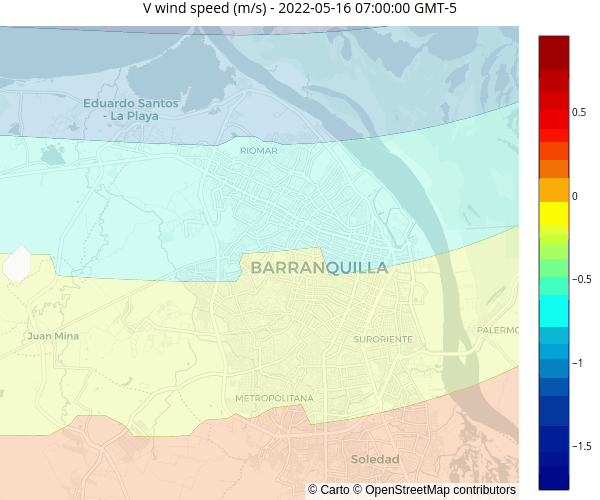 V wind speed (m/s) - 2022-05-16 07:00:00 GMT-5
Eduardo Santos
- La Playa
RIOMAR
BARRANQUILLA
Juan Mina
SURORIENTE
PALERMO
METROPOLITANA
Soledad
© Carto © OpenStreetMap contributors
0.5
0
−0.5
−1
−1.5